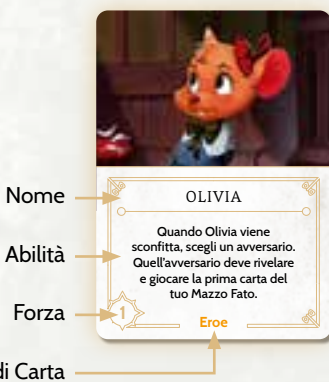 Nome
OLIVIA
Abilità
Quando Olivia viene
sconfitta, scegli un avversario.
Quell'avversario deve rivelare
e giocare la prima carta del
tuo Mazzo Fato.
Forza
1
Eroe
di Carta